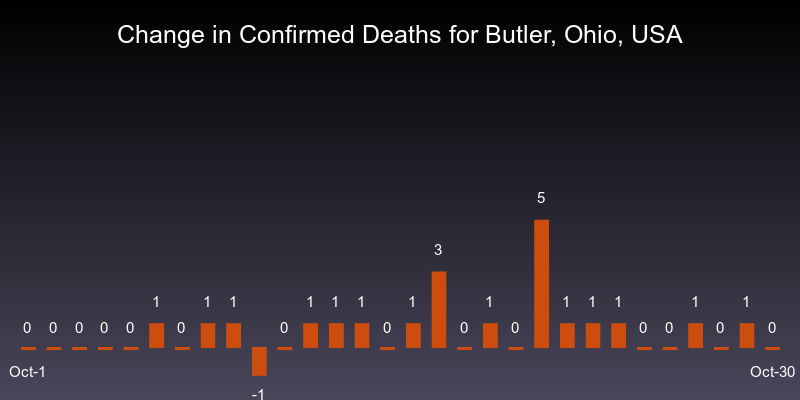 Change in Confirmed Deaths for Butler, Ohio, USA
5
3
1 1 1 1 1 1 1 1 1 1 1 1 1
0 0 0 0 0 0 0 0 0 0 0 0 0 0
Oct-1 Oct-30
-1